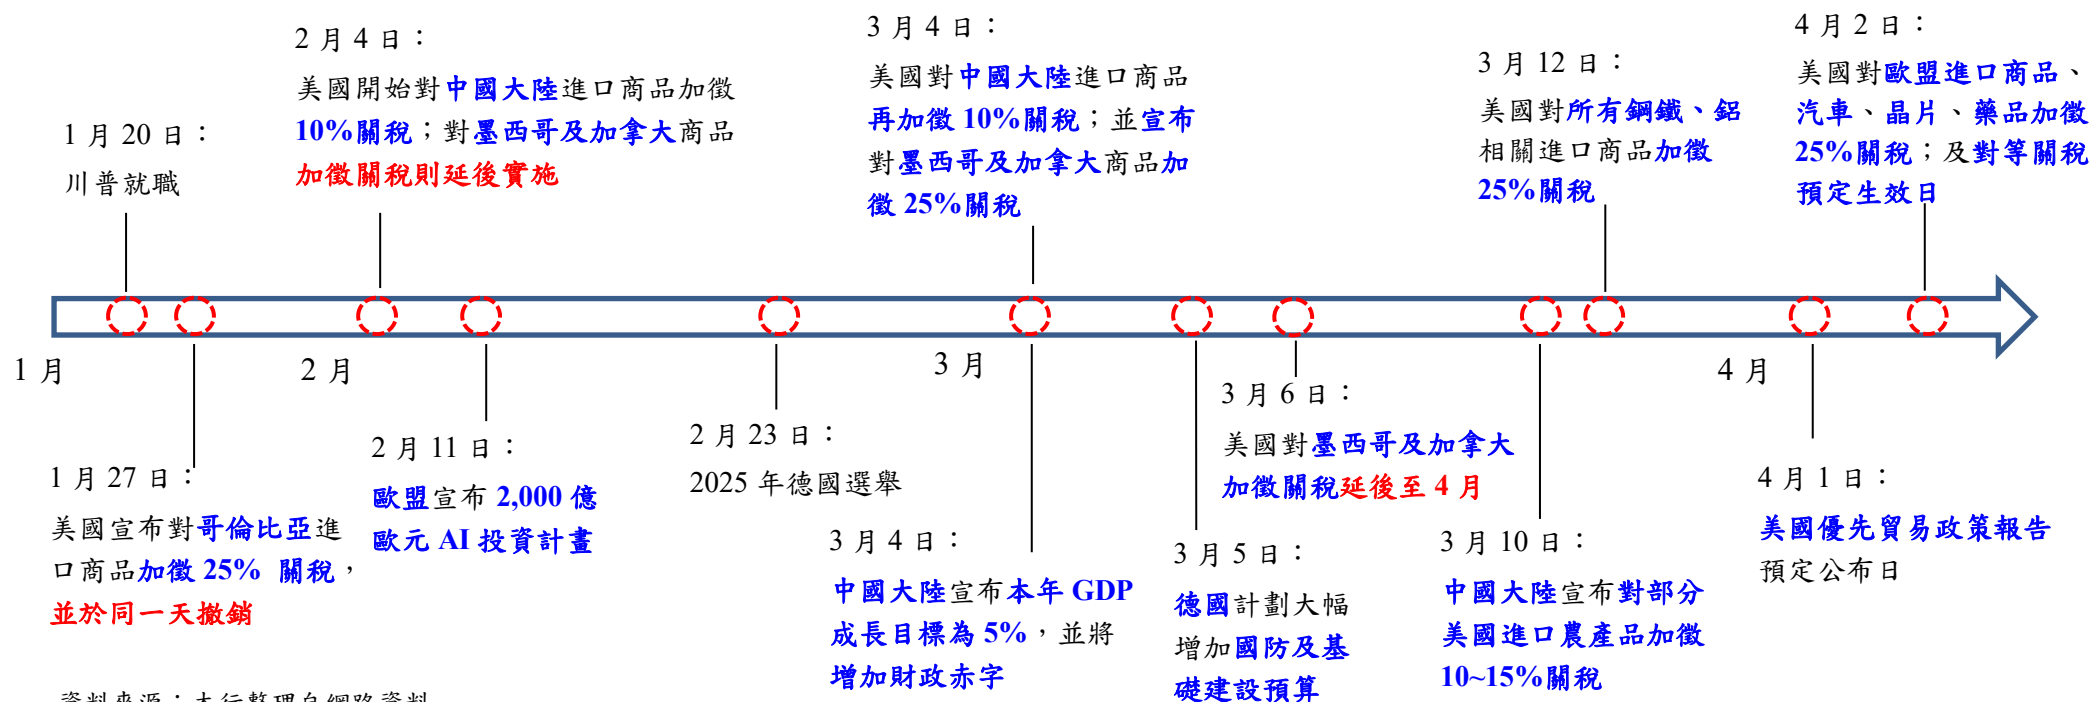 1 月 20 日：
川普就職
2 月 4 日：
美國開始對中國大陸進口商品加徵
10%關稅；對墨西哥及加拿大商品
加徵關稅則延後實施
3 月 4 日：
美國對中國大陸進口商品
再加徵 10%關稅；並宣布
對墨西哥及加拿大商品加
徵 25%關稅
3 月 12 日：
美國對所有鋼鐵、鋁
相關進口商品加徵
25%關稅
4 月 2 日：
美國對歐盟進口商品、
汽車、晶片、藥品加徵
25%關稅；及對等關稅
預定生效日
1 月
2 月
3 月
4 月
1 月 27 日：
美國宣布對哥倫比亞進
口商品加徵 25% 關稅，
並於同一天撤銷
2 月 11 日：
歐盟宣布 2,000 億
歐元 AI 投資計畫
2 月 23 日：
2025 年德國選舉
3 月 4 日：
中國大陸宣布本年 GDP
成長目標為 5%，並將
增加財政赤字
3 月 5 日：
德國計劃大幅
增加國防及基
礎建設預算
3 月 6 日：
美國對墨西哥及加拿大
加徵關稅延後至 4 月
3 月 10 日：
中國大陸宣布對部分
美國進口農產品加徵
10~15%關稅
4 月 1 日：
美國優先貿易政策報告
預定公布日
資料來源：本行整理自網路資料